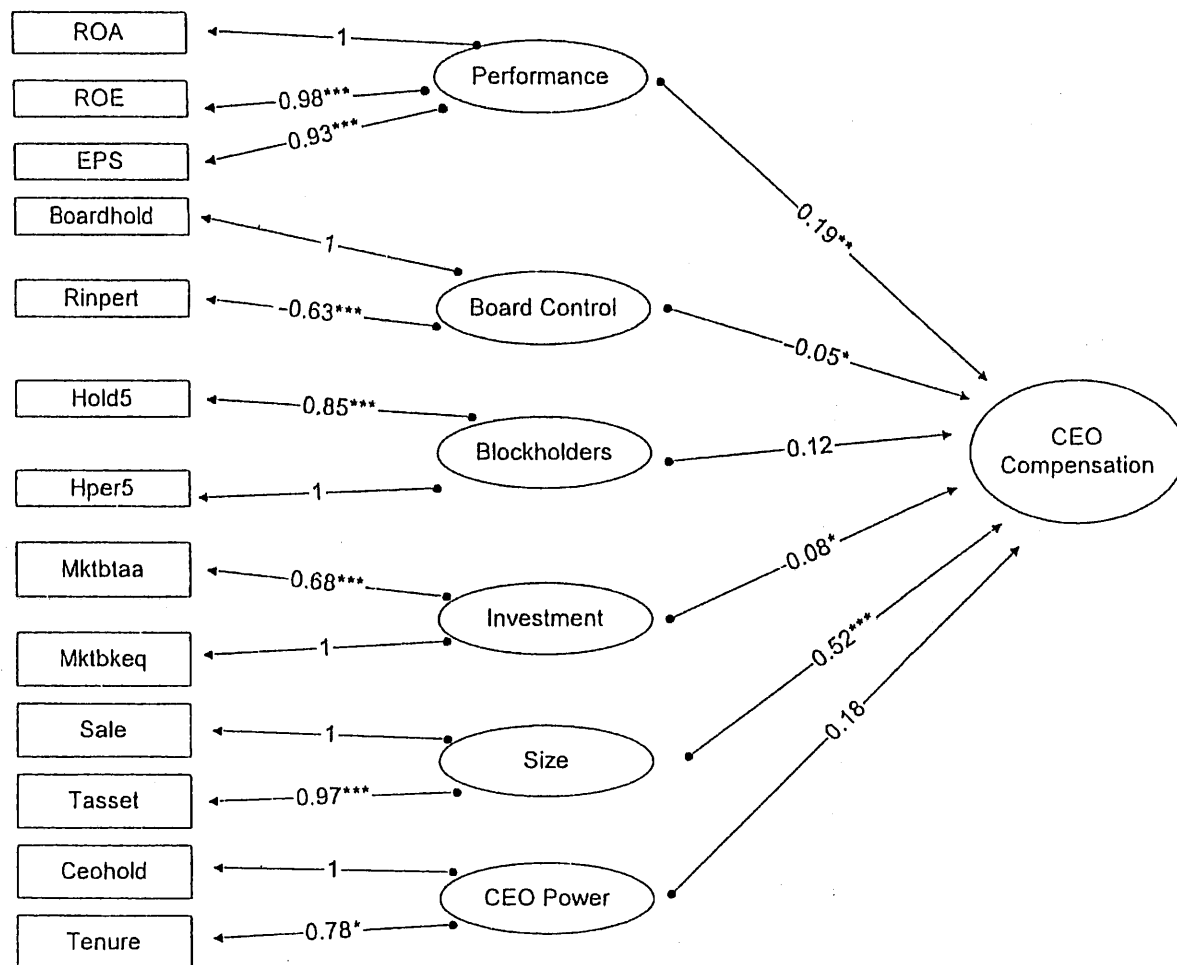 ROA
1
Performance
ROE
0.98***
0.93***
EPS
Boardhold
1
0.19**
Rinpert
-0.63***
Board Control
-0.05*
Hold5
0.85***
Blockholders
0.12
CEO
Compensation
Hper5
1
Mktbtaa
0.68***
Investment
0.08*
Mktbkeq
1
0.52***
Sale
1
Size
0.18
Tasset
0.97***
Ceohold
1
CEO Power
Tenure
0.78*